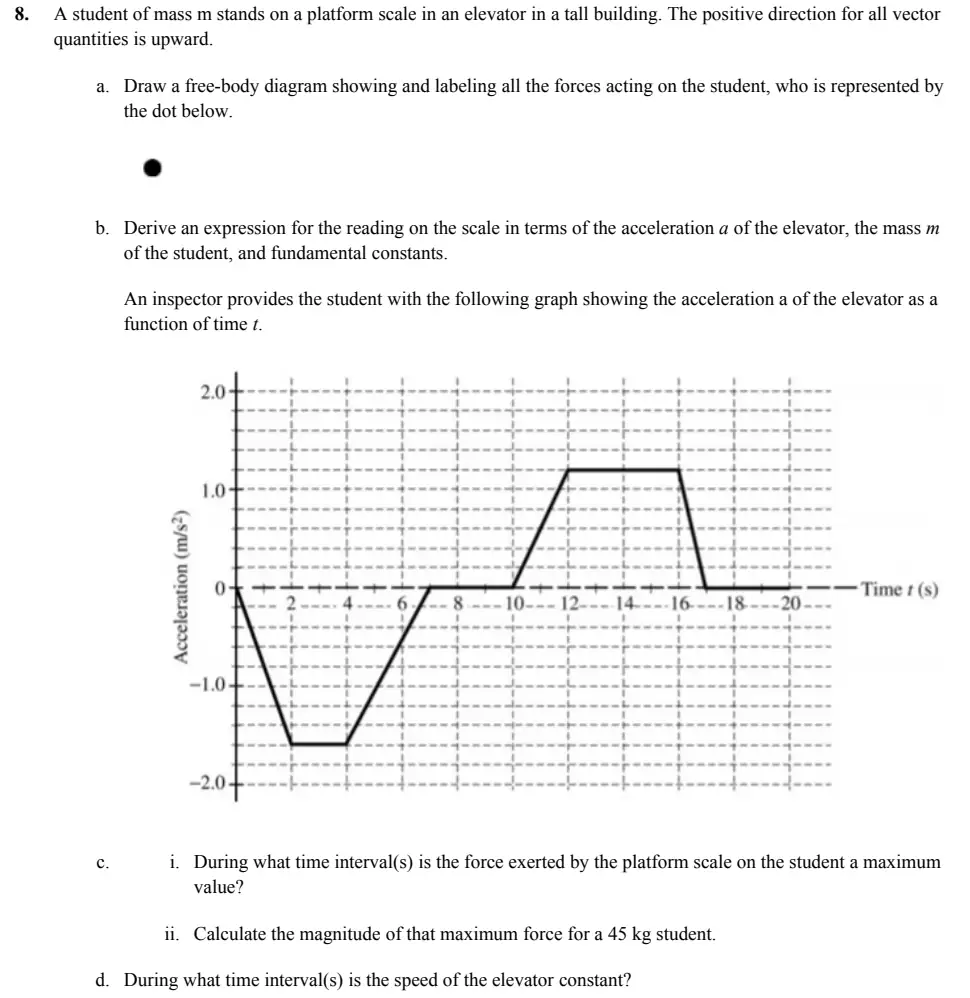 8. A student of mass m stands on a platform scale in an elevator in a tall building. The positive direction for all vector
quantities is upward.
a. Draw a free-body diagram showing and labeling all the forces acting on the student, who is represented by
the dot below.
b. Derive an expression for the reading on the scale in terms of the acceleration a of the elevator, the mass m
of the student, and fundamental constants.
An inspector provides the student with the following graph showing the acceleration a of the elevator as a
function of time t.
2.0
1.0
Acceleration (m/s²)
0
2 4 6 8 10 12 14 16 18 20
Time t (s)
−1.0
−2.0
c. i. During what time interval(s) is the force exerted by the platform scale on the student a maximum
value?
ii. Calculate the magnitude of that maximum force for a 45 kg student.
d. During what time interval(s) is the speed of the elevator constant?